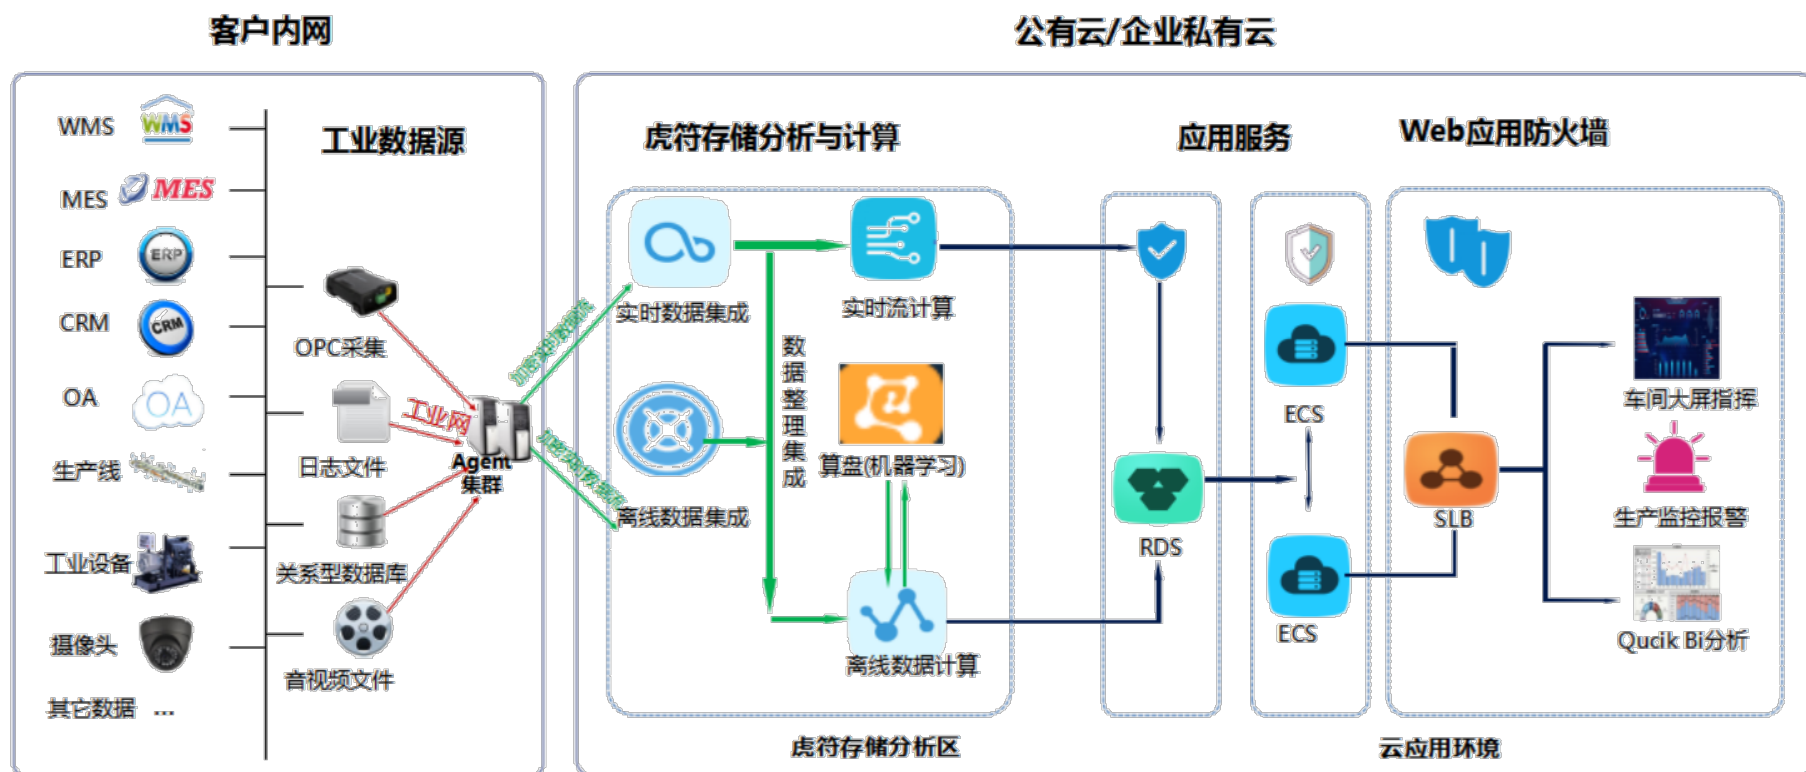 客户内网
公有云/企业私有云
WMS
WMS
MES
MES
ERP
ERP
CRM
CRM
OA
OA
生产线
工业设备
摄像头
其它数据 ...
工业数据源
OPC采集
日志文件
关系型数据库
音视频文件
工业网
Agent
集群
虎符存储分析与计算
实时数据集成
实时流计算
数据整理集成
算盘(机器学习)
离线数据集成
离线数据计算
虎符存储分析区
应用服务
RDS
ECS
ECS
Web应用防火墙
SLB
车间大屏指挥
生产监控报警
Qucik Bi分析
云应用环境